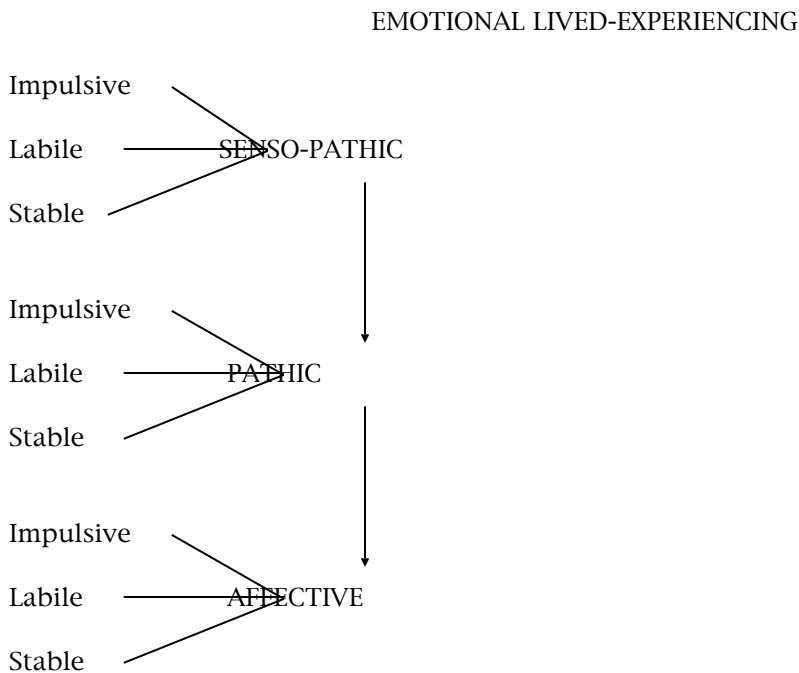 EMOTIONAL LIVED-EXPERIENCING
Impulsive
Labile SENSO-PATHIC
Stable
Impulsive
Labile PATHIC
Stable
Impulsive
Labile AFFECTIVE
Stable